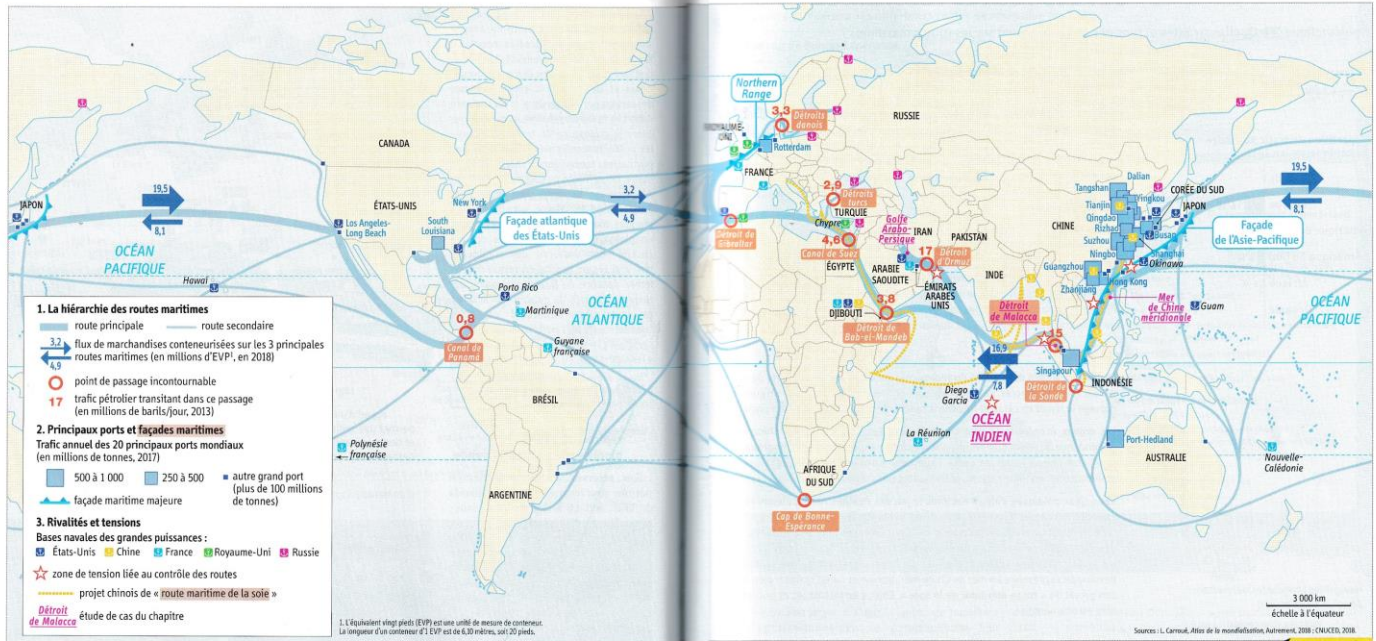 Northern
Range
3,3
Détroits
danois
RUSSIE
ROYAUME-
UNI
Rotterdam
CANADA
FRANCE
2,9
Détroits
turcs
TURQUIE
Dalian
Tangshan
Yingkou
Tianjin
CORÉE DU SUD
JAPON
19,5
8,1
JAPON
19,5
8,1
ÉTATS-UNIS
New York
3,2
4,9
Los Angeles-
Long Beach
South
Louisiana
Façade atlantique
des États-Unis
Détroit de
Gibraltar
Chypre
4,6
Canal de Suez
Golfe
Arabo-
Persique
IRAN
PAKISTAN
17
Détroit
d'Ormuz
CHINE
Qingdao
Rizhao
Busan
Suzhou
Shanghai
Ningbo
Okinawa
Façade
de l'Asie-Pacifique
OCÉAN
PACIFIQUE
Hawaï
ÉGYPTE
ARABIE
SAOUDITE
ÉMIRATS
ARABES
UNIS
INDE
Guangzhou
Hong Kong
Zhanjiang
Porto Rico
Martinique
OCÉAN
ATLANTIQUE
3,8
DJIBOUTI
Détroit de
Bab-el-Mandeb
Détroit
de Malacca
15
Mer
de Chine
méridionale
Guam
OCÉAN
PACIFIQUE
0,8
Canal de
Panamá
Guyane
française
16,9
7,8
Singapour
Détroit de
la Sonde
INDONÉSIE
Diego
Garcia
OCÉAN
INDIEN
BRÉSIL
Polynésie
française
La Réunion
Port-Hedland
AUSTRALIE
Nouvelle-
Calédonie
ARGENTINE
AFRIQUE
DU SUD
Cap de Bonne-
Espérance
1. La hiérarchie des routes maritimes
route principale
route secondaire
3,2
4,9
flux de marchandises conteneurisées sur les 3 principales
routes maritimes (en millions d'EVP¹, en 2018)
point de passage incontournable
17
trafic pétrolier transitant dans ce passage
(en millions de barils/jour, 2013)
2. Principaux ports et façades maritimes
Trafic annuel des 20 principaux ports mondiaux
(en millions de tonnes, 2017)
500 à 1 000
250 à 500
autre grand port
(plus de 100 millions
de tonnes)
façade maritime majeure
3. Rivalités et tensions
Bases navales des grandes puissances :
États-Unis
Chine
France
Royaume-Uni
Russie
zone de tension liée au contrôle des routes
projet chinois de « route maritime de la soie »
Détroit
de Malacca
étude de cas du chapitre
1. L'équivalent vingt pieds (EVP) est une unité de mesure de conteneur.
La longueur d'un conteneur d'1 EVP est de 6,10 mètres, soit 20 pieds.
3 000 km
échelle à l'équateur
Sources : L. Carroué, Atlas de la mondialisation, Autrement, 2018 ; CNUCED, 2018.